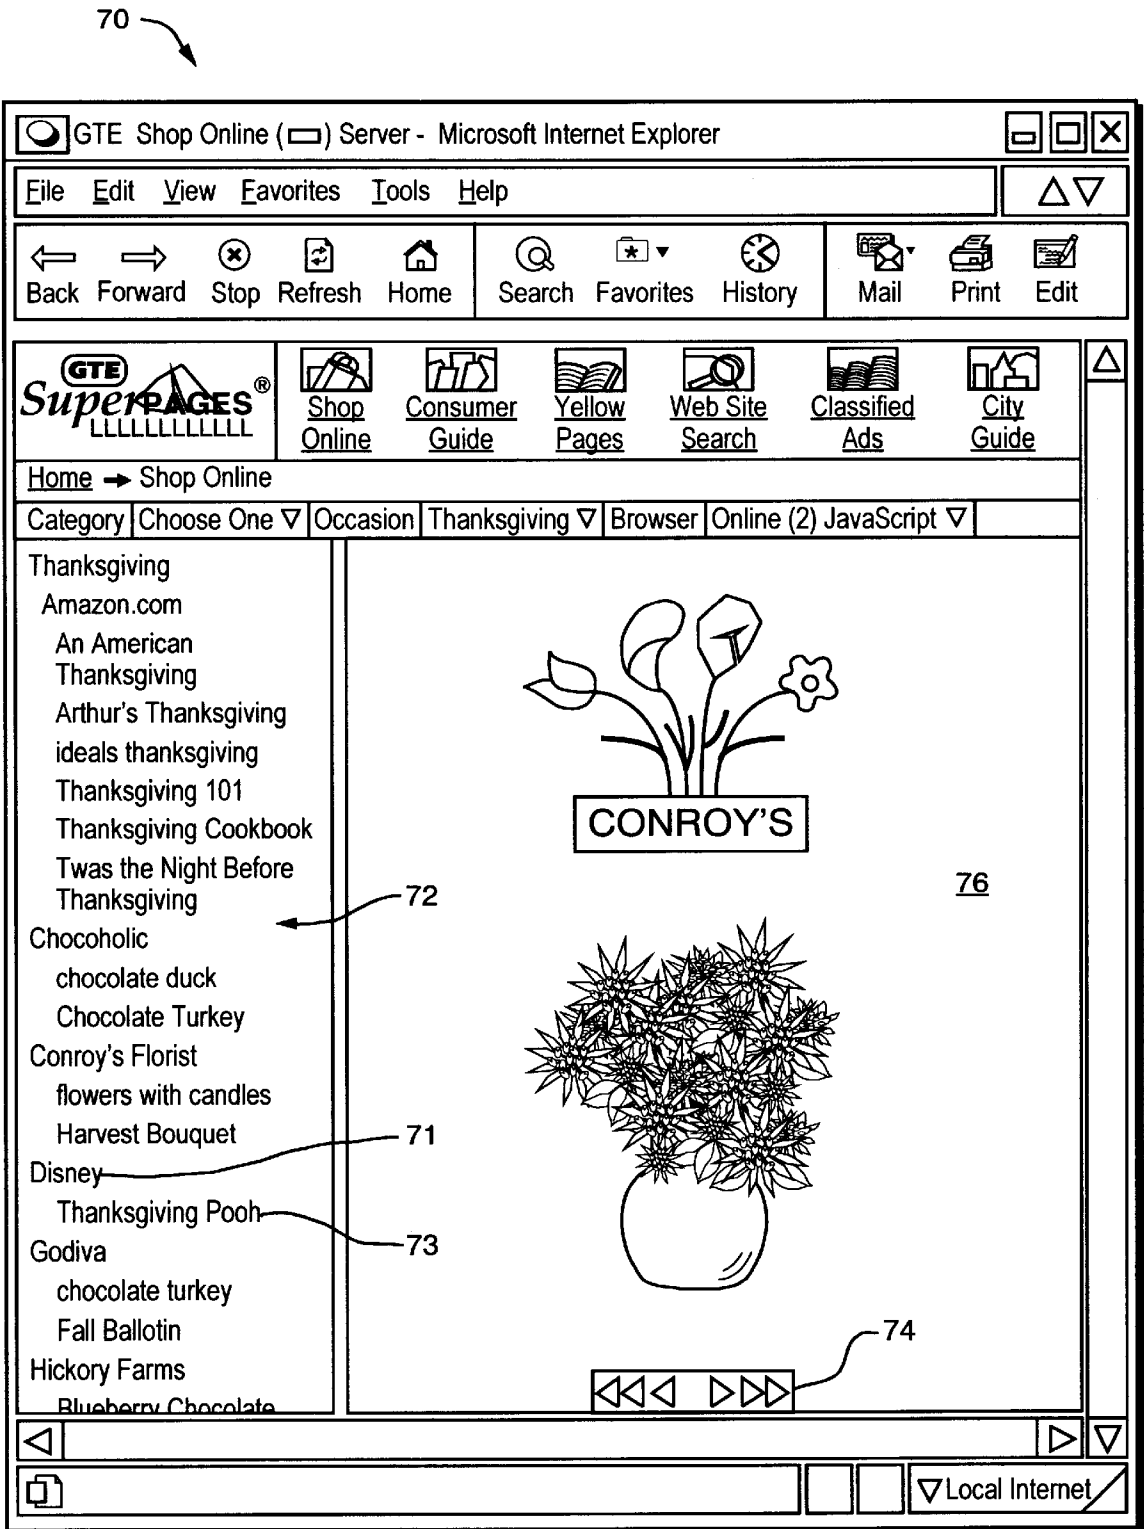 70
GTE Shop Online ( ) Server - Microsoft Internet Explorer
File Edit View Favorites Tools Help
Back Forward Stop Refresh Home Search Favorites History Mail Print Edit
GTE
SuperPAGES®
Shop Online
Consumer Guide
Yellow Pages
Web Site Search
Classified Ads
City Guide
Home → Shop Online
Category Choose One ▽ Occasion Thanksgiving ▽ Browser Online (2) JavaScript ▽
Thanksgiving
Amazon.com
An American
Thanksgiving
Arthur's Thanksgiving
ideals thanksgiving
Thanksgiving 101
Thanksgiving Cookbook
Twas the Night Before
Thanksgiving
72
Chocoholic
chocolate duck
Chocolate Turkey
Conroy's Florist
flowers with candles
Harvest Bouquet
71
Disney
Thanksgiving Pooh
73
Godiva
chocolate turkey
Fall Ballotin
Hickory Farms
Blueberry Chocolate
CONROY'S
76
74
Local Internet